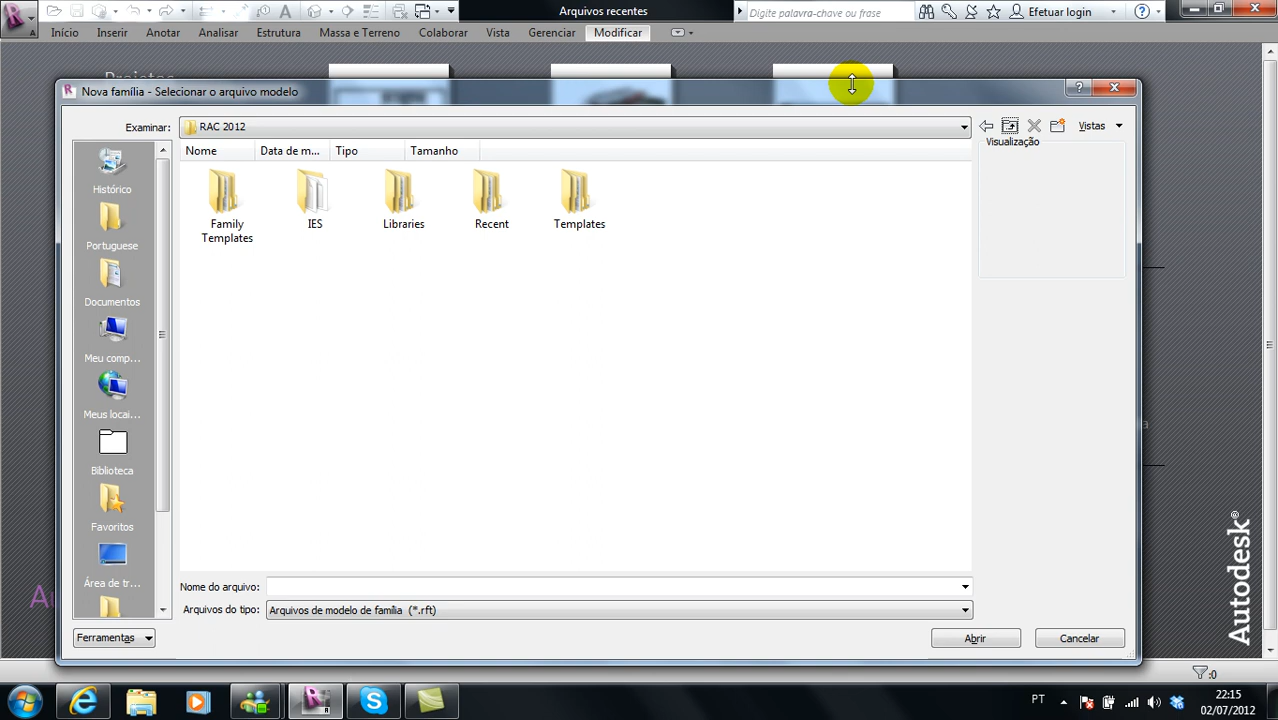 Arquivos recentes
Digite palavra-chave ou frase
Efetuar login
Início Inserir Anotar Analisar Estrutura Massa e Terreno Colaborar Vista Gerenciar Modificar
Projetos
Nova família - Selecionar o arquivo modelo
Examinar: RAC 2012
Vistas
Visualização
Nome Data de m... Tipo Tamanho
Histórico
Portuguese
Documentos
Meu comp...
Meus locai...
Biblioteca
Favoritos
Área de tr...
Family
Templates
IES
Libraries
Recent
Templates
Nome do arquivo:
Arquivos do tipo: Arquivos de modelo de família (*.rft)
Ferramentas
Abrir
Cancelar
Autodesk®
:0
PT
22:15
02/07/2012